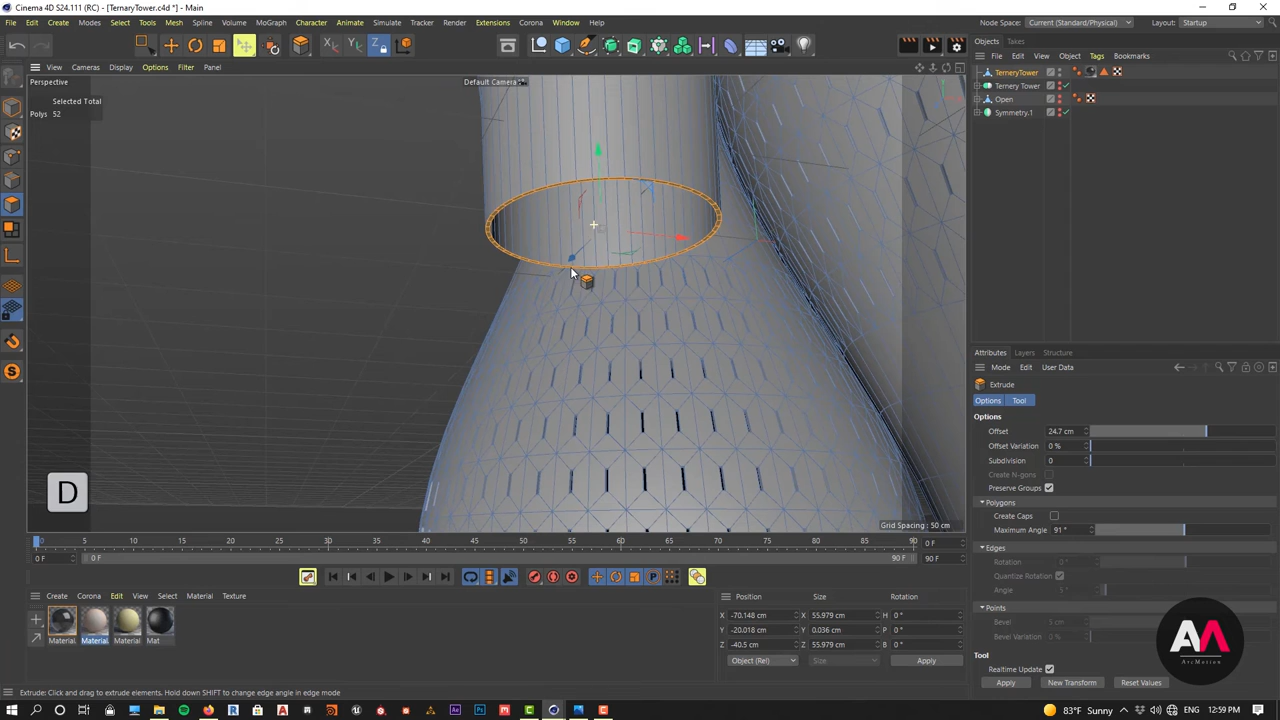 Cinema 4D S24.111 (RC) - [TernaryTower.c4d *] - Main
File Edit Create Modes Select Tools Mesh Spline Volume MoGraph Character Animate Simulate Tracker Render Extensions Corona Window Help
Node Space: Current (Standard/Physical) Layout: Startup
X Y Z
View Cameras Display Options Filter Panel
Perspective
Default Camera
Selected Total
Polys 52
D
Grid Spacing : 50 cm
0 5 10 15 20 25 30 35 40 45 50 55 60 65 70 75 80 85 90
0 F
0 F 0 F 90 F 90 F
Create Corona Edit View Select Material Texture
Material Material. Material Mat
Position Size Rotation
X -70.148 cm X 55.979 cm H 0 °
Y -20.018 cm Y 0.036 cm P 0 °
Z -40.5 cm Z 55.979 cm B 0 °
Object (Rel) Size Apply
Extrude: Click and drag to extrude elements. Hold down SHIFT to change edge angle in edge mode
Objects Takes
File Edit View Object Tags Bookmarks
TerneryTower
Ternery Tower
Open
Symmetry.1
Attributes Layers Structure
Mode Edit User Data
Extrude
Options Tool
Options
Offset 24.7 cm
Offset Variation 0 %
Subdivision 0
Create N-gons
Preserve Groups
Polygons
Create Caps
Maximum Angle 91 °
Edges
Rotation 0 °
Quantize Rotation
Angle 5 °
Points
Bevel 5 cm
Bevel Variation 0 %
Tool
Realtime Update
Apply New Transform Reset Values
AM
ArcMotion
83°F Sunny 12:59 PM